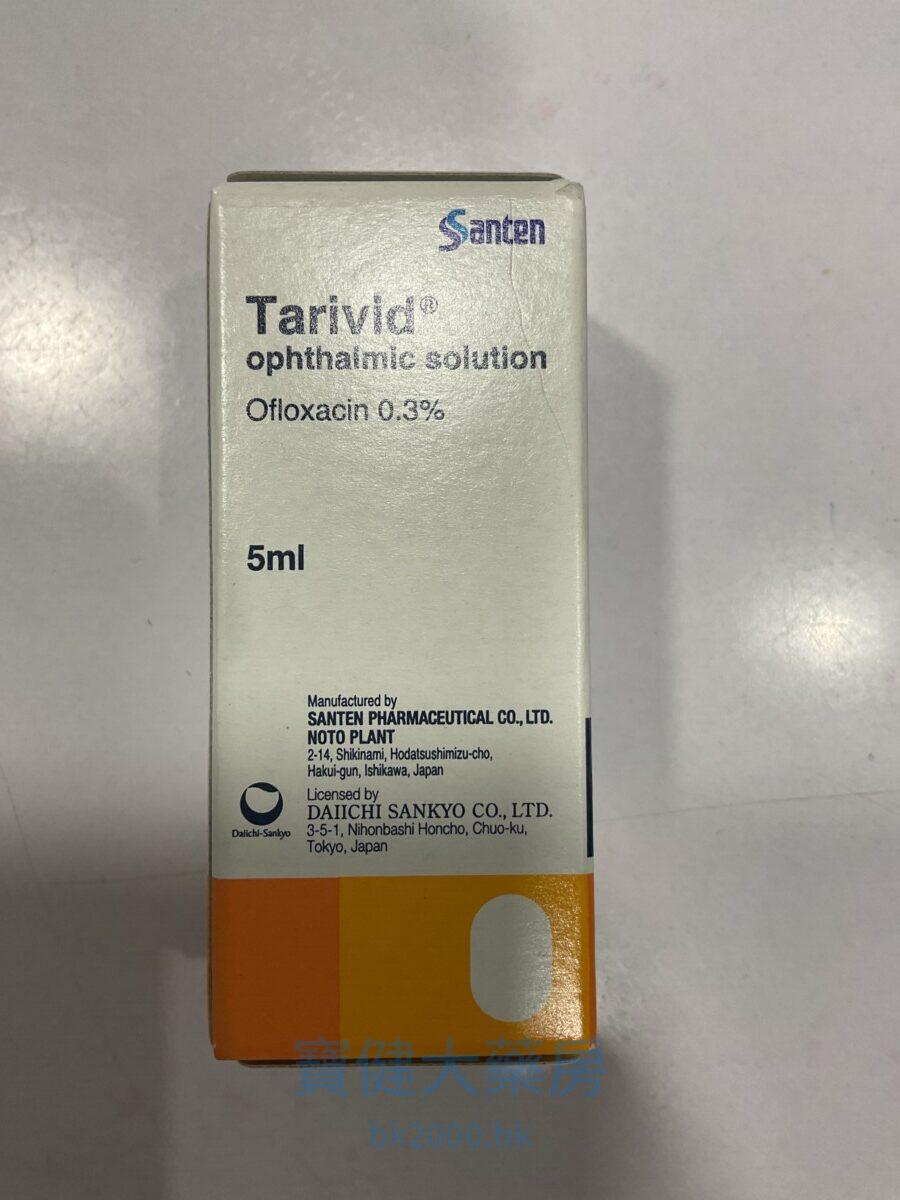 Santen
Tarivid®
ophthalmic solution
Ofloxacin 0.3%
5ml
Manufactured by
SANTEN PHARMACEUTICAL CO., LTD.
NOTO PLANT
2-14, Shikinami, Hodatsushimizu-cho,
Hakui-gun, Ishikawa, Japan
Licensed by
DAIICHI SANKYO CO., LTD.
3-5-1, Nihonbashi Honcho, Chuo-ku,
Tokyo, Japan
Daiichi-Sankyo
寶健大藥房
bk2000.hk